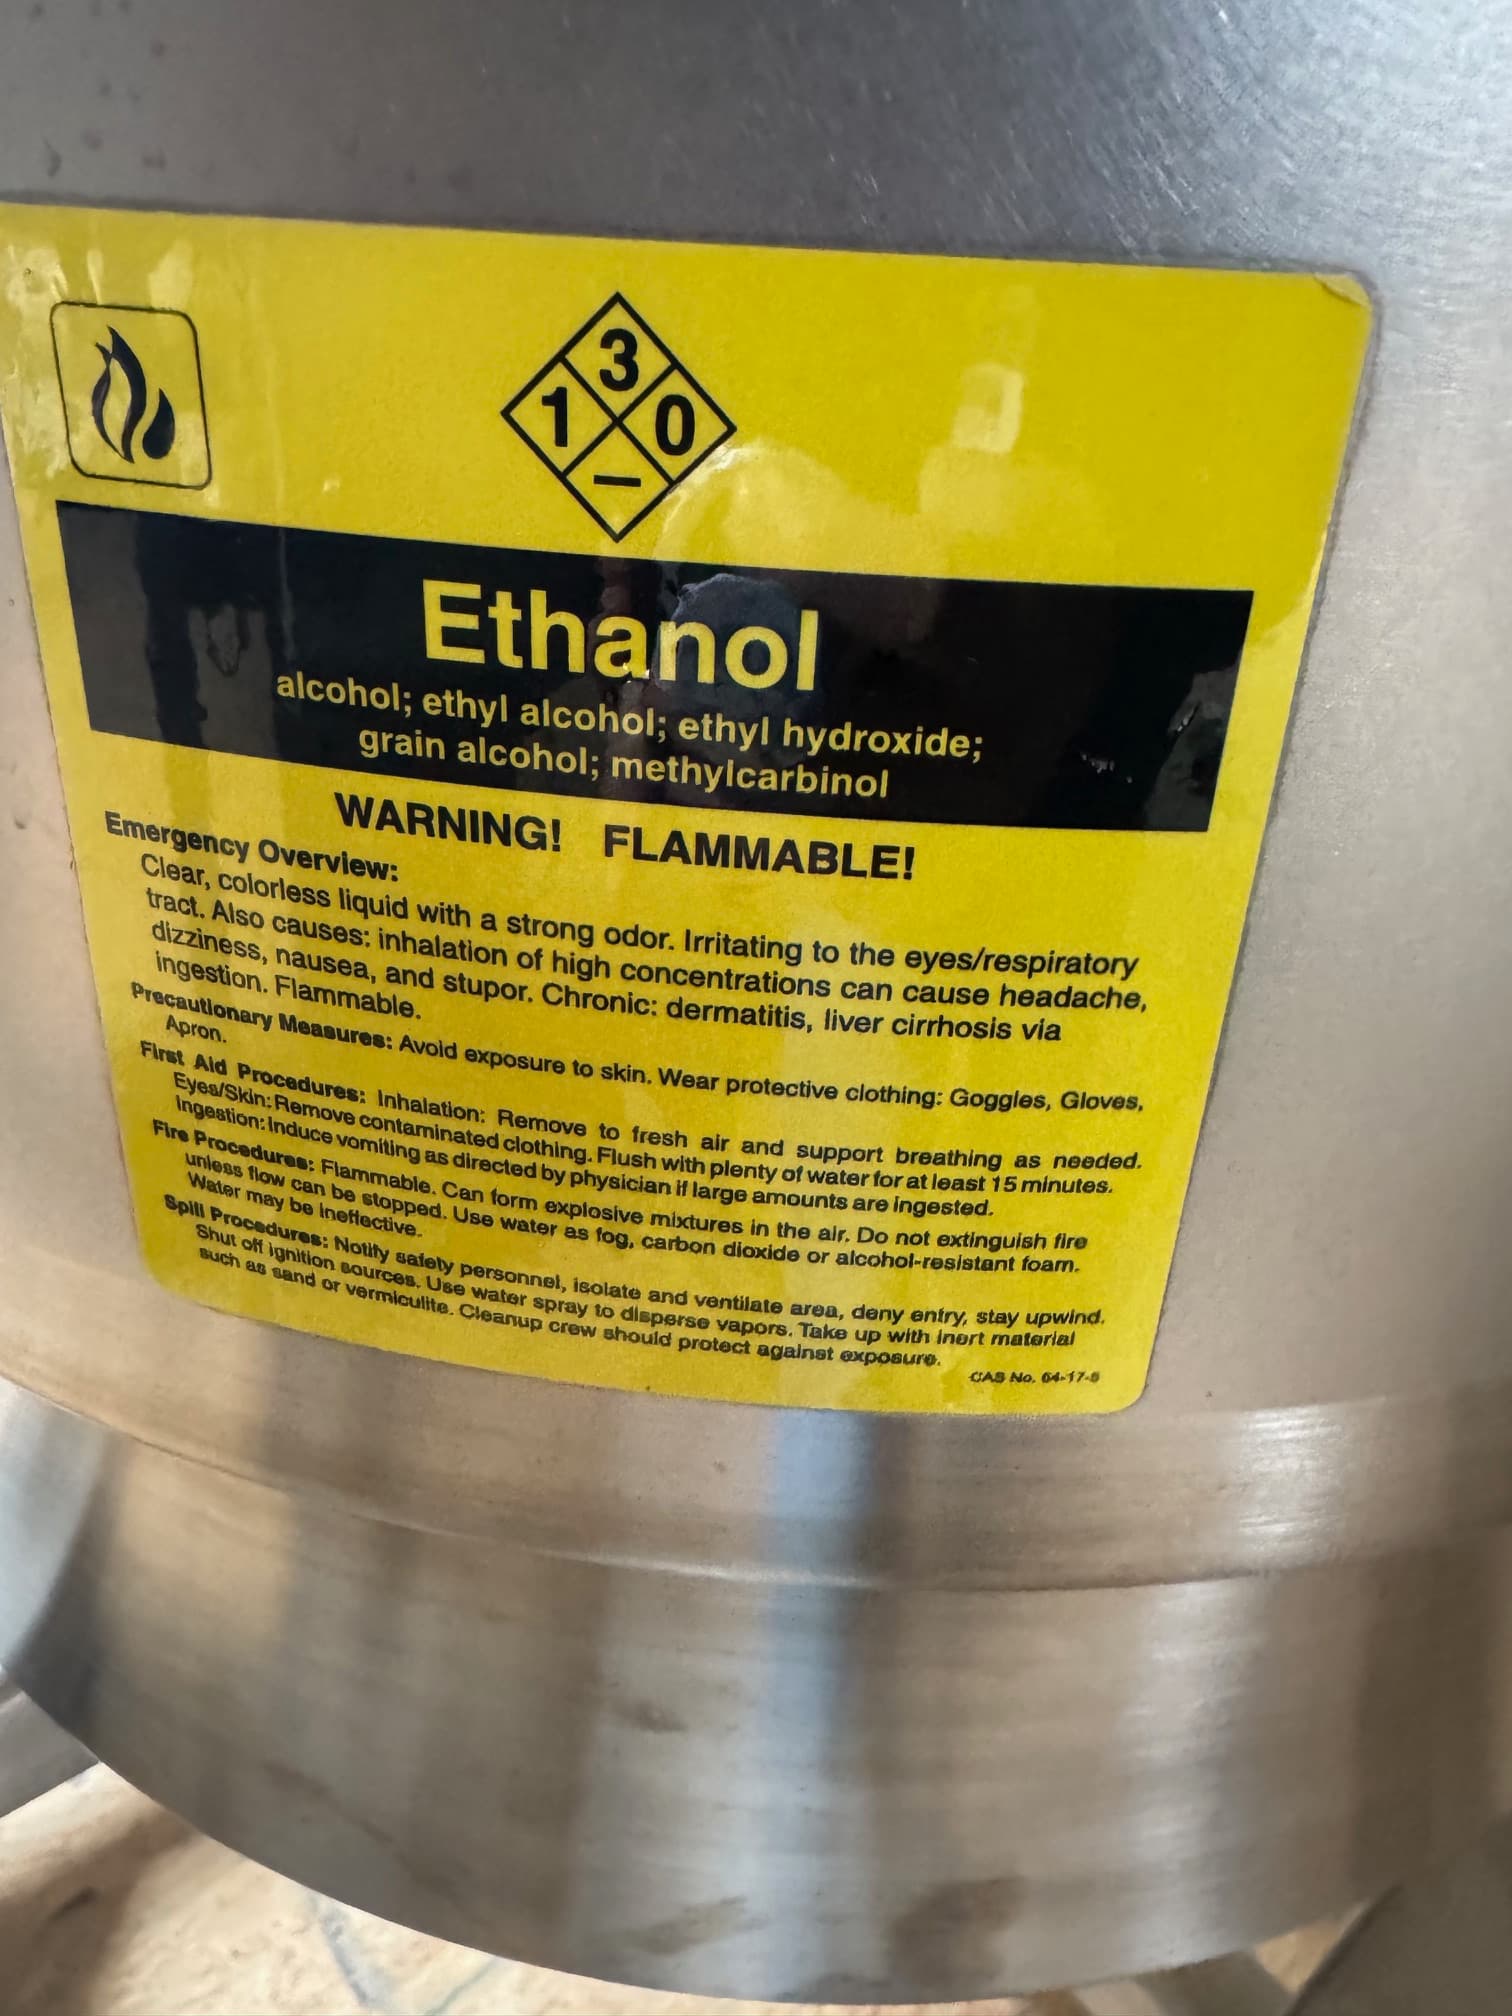 3
1 0
–
Ethanol
alcohol; ethyl alcohol; ethyl hydroxide;
grain alcohol; methylcarbinol
WARNING! FLAMMABLE!
Emergency Overview:
Clear, colorless liquid with a strong odor. Irritating to the eyes/respiratory
tract. Also causes: inhalation of high concentrations can cause headache,
dizziness, nausea, and stupor. Chronic: dermatitis, liver cirrhosis via
ingestion. Flammable.
Precautionary Measures: Avoid exposure to skin. Wear protective clothing: Goggles, Gloves,
Apron.
First Aid Procedures: Inhalation: Remove to fresh air and support breathing as needed.
Eyes/Skin: Remove contaminated clothing. Flush with plenty of water for at least 15 minutes.
Ingestion: Induce vomiting as directed by physician if large amounts are ingested.
Fire Procedures: Flammable. Can form explosive mixtures in the air. Do not extinguish fire
unless flow can be stopped. Use water as fog, carbon dioxide or alcohol-resistant foam.
Water may be ineffective.
Spill Procedures: Notify safety personnel, isolate and ventilate area, deny entry, stay upwind.
Shut off ignition sources. Use water spray to disperse vapors. Take up with inert material
such as sand or vermiculite. Cleanup crew should protect against exposure.
CAS No. 64-17-5